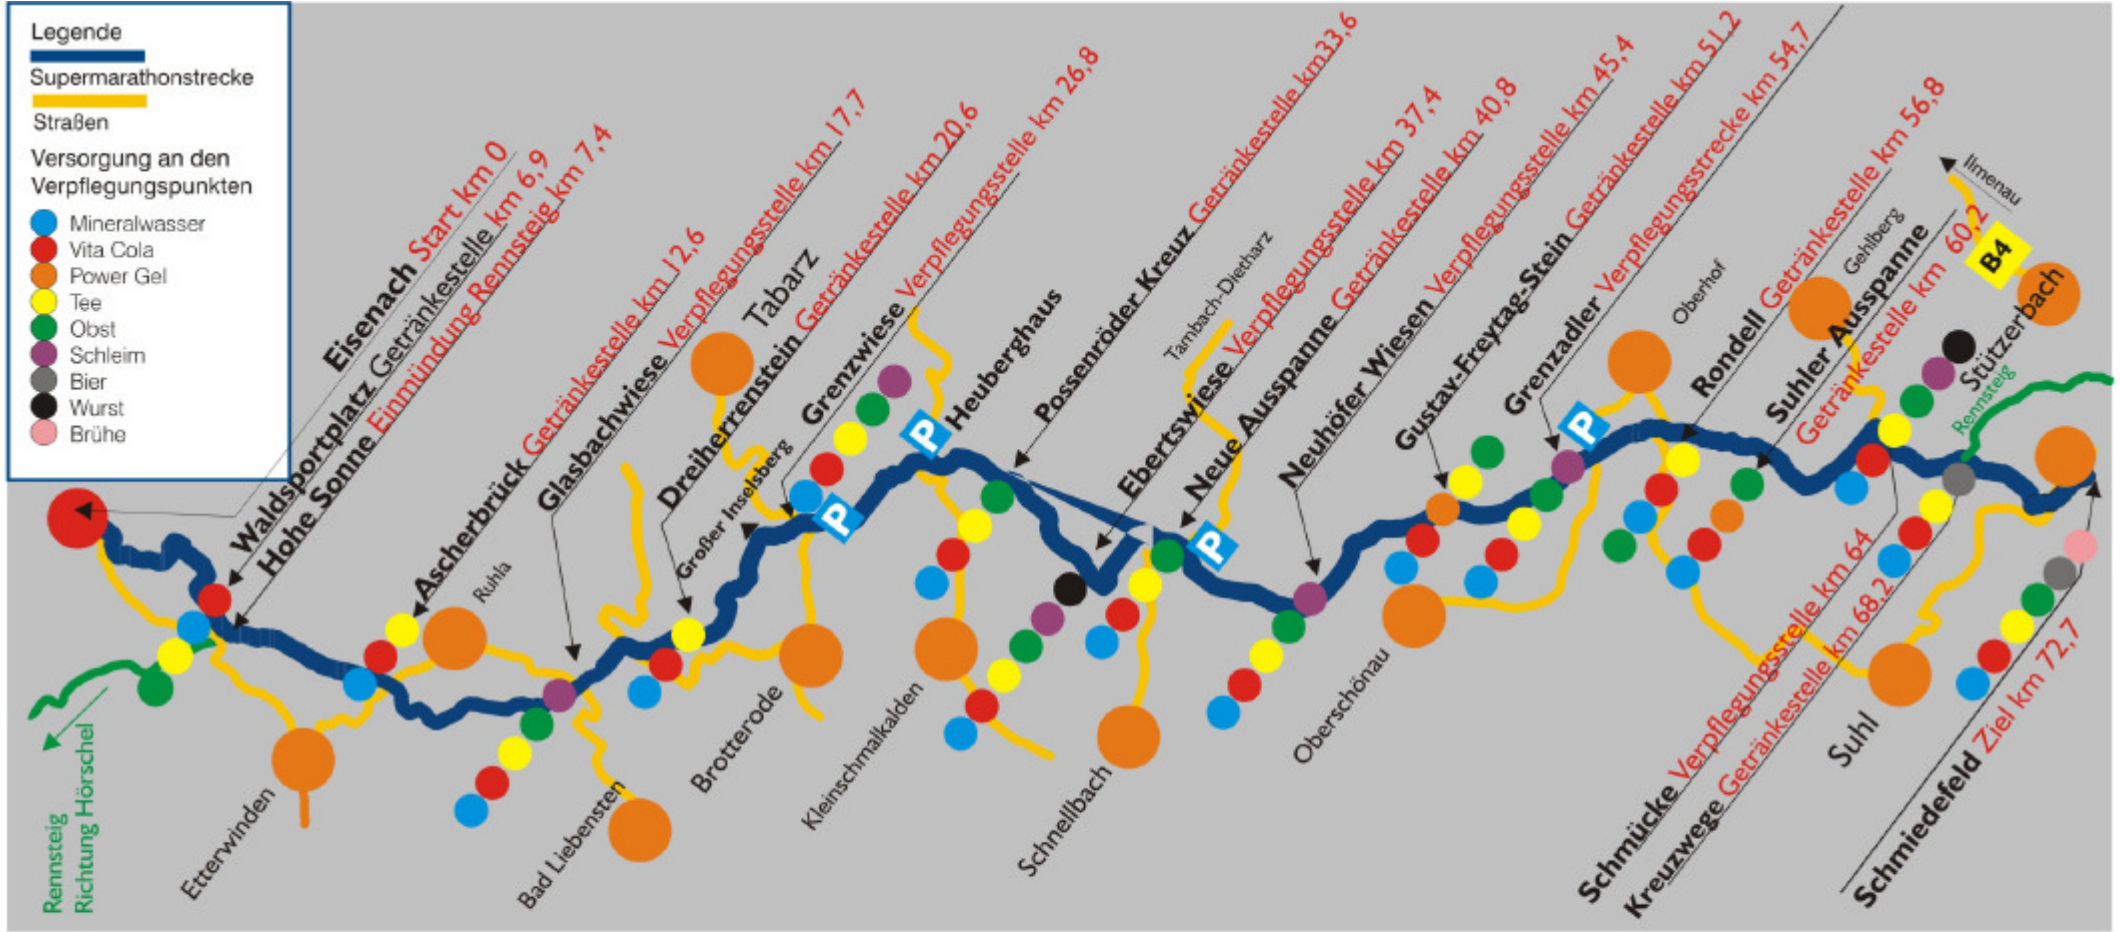 Legende
Supermarathonstrecke
Straßen
Versorgung an den
Verpflegungspunkten
Mineralwasser
Vita Cola
Power Gel
Tee
Obst
Schleim
Bier
Wurst
Brühe
Eisenach Start km 0
Waldsportplatz Getränkestelle km 6,9
Hohe Sonne Einmündung Rennsteig km 7,4
Ascherbrück Getränkestelle km 12,6
Glasbachwiese Verpflegungsstelle km 17,7
Dreiherrenstein Getränkestelle km 20,6
Grenzwiese Verpflegungsstelle km 26,8
Possenröder Kreuz Getränkestelle km33,6
Ebertswiese Verpflegungsstelle km 37,4
Neue Ausspanne Getränkestelle km 40,8
Neuhöfer Wiesen Verpflegungsstelle km 45,4
Gustav-Freytag-Stein Getränkestelle km 51,2
Grenzadler Verpflegungsstrecke km 54,7
Rondell Getränkestelle km 56,8
Suhler Ausspanne
Getränkestelle km 60,2
Schmücke Verpflegungsstelle km 64
Kreuzwege Getränkestelle km 68,2
Schmiedefeld Ziel km 72,7
Ruhla
Tabarz
Großer Inselsberg
Heuberghaus
Tambach-Dietharz
Oberhof
Gehlberg
Ilmenau
B4
Stützerbach
Rennsteig
P
P
P
P
Rennsteig
Richtung Hörschel
Etterwinden
Bad Liebensten
Brotterode
Kleinschmalkalden
Schnellbach
Oberschönau
Suhl